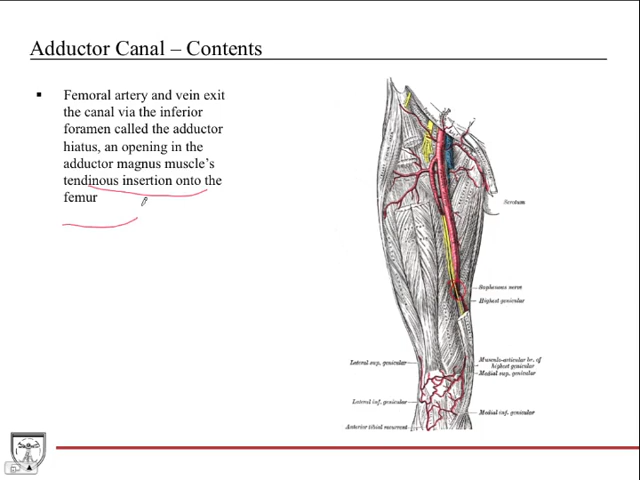 Adductor Canal – Contents
▪ Femoral artery and vein exit
the canal via the inferior
foramen called the adductor
hiatus, an opening in the
adductor magnus muscle's
tendinous insertion onto the
femur
Scrotum
Saphenous nerve
Highest genicular
Lateral sup. genicular
Musculo-articular br. of
highest genicular
Medial sup. genicular
Lateral inf. genicular
Medial inf. genicular
Anterior tibial recurrent